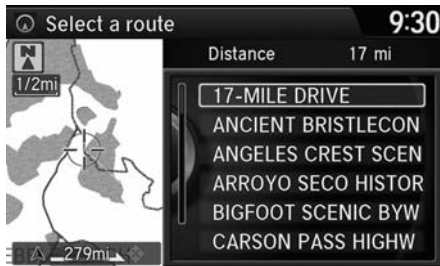 Select a route
9:30
N
1/2mi
Distance 17 mi
17-MILE DRIVE
ANCIENT BRISTLECON
ANGELES CREST SCEN
ARROYO SECO HISTOR
BIGFOOT SCENIC BYW
CARSON PASS HIGHW
279mi